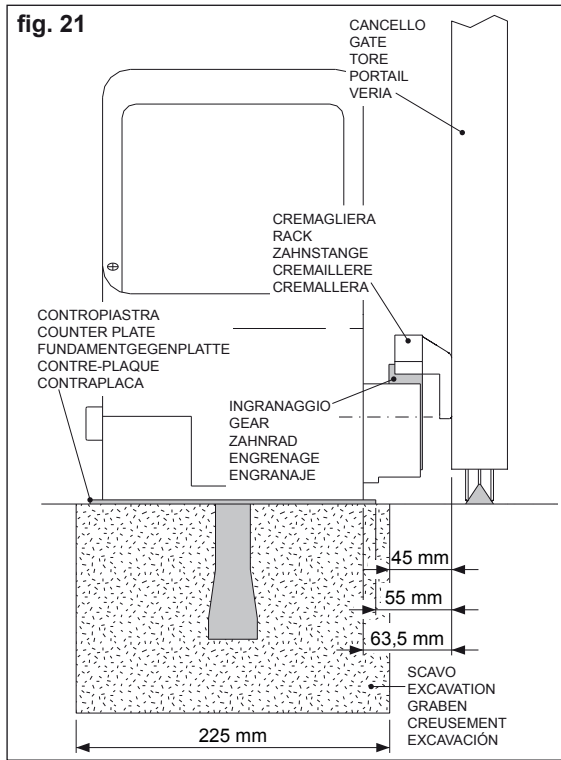 fig. 21
CANCELLO
GATE
TORE
PORTAIL
VERIA
CREMAGLIERA
RACK
ZAHNSTANGE
CREMAILLERE
CREMALLERA
CONTROPIASTRA
COUNTER PLATE
FUNDAMENTGEGENPLATTE
CONTRE-PLAQUE
CONTRAPLACA
INGRANAGGIO
GEAR
ZAHNRAD
ENGRENAGE
ENGRANAJE
45 mm
55 mm
63,5 mm
SCAVO
EXCAVATION
GRABEN
CREUSEMENT
EXCAVACIÓN
225 mm